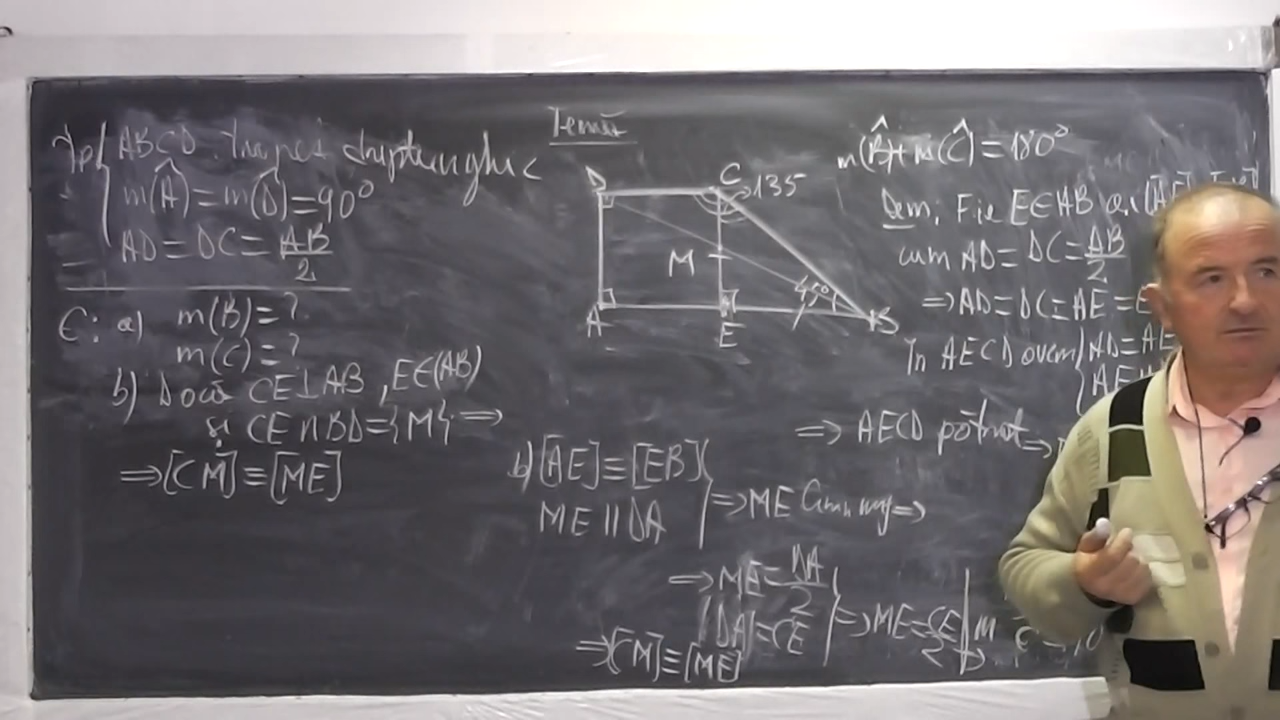 Temă
Ip ABCD trapez dreptunghic
m(Â)=m(D̂)=90°
AD=DC=AB/2
C: a) m(B)=?
m(C)=?
b) Dacă CE⊥AB, E∈(AB)
și CE∩BD={M} ⇒
⇒[CM]≡[ME]
D
C
135
M
45°
A
E
B
m(B̂)+m(Ĉ)=180°
Dem: Fie E∈AB a.î.
cum AD=DC=AB/2
⇒AD=DC=AE=E
În AECD avem AD=AE
⇒ AECD pătrat ⇒
b) [AE]≡[EB]
ME || DA
⇒ME
⇒
⇒ ME=DA/2
[DA]=CE
⇒ME=CE/2
⇒[CM]≡[ME]